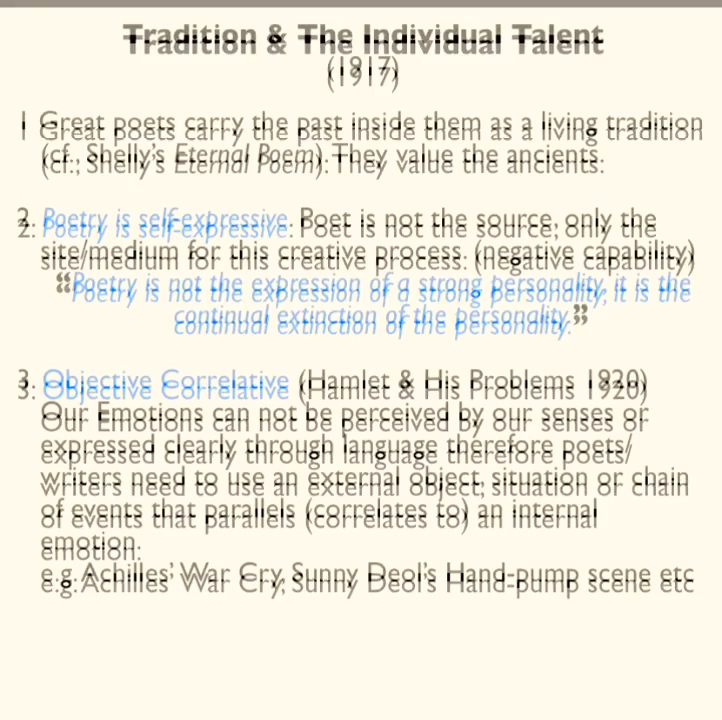 Tradition & The Individual Talent
(1917)
1 Great poets carry the past inside them as a living tradition
(cf., Shelly's Eternal Poem). They value the ancients.
2. Poetry is self-expressive. Poet is not the source, only the
site/medium for this creative process. (negative capability)
“Poetry is not the expression of a strong personality, it is the
continual extinction of the personality.”
3. Objective Correlative (Hamlet & His Problems 1920)
Our Emotions can not be perceived by our senses or
expressed clearly through language therefore poets/
writers need to use an external object, situation or chain
of events that parallels (correlates to) an internal
emotion.
e.g. Achilles' War Cry, Sunny Deol's Hand-pump scene etc